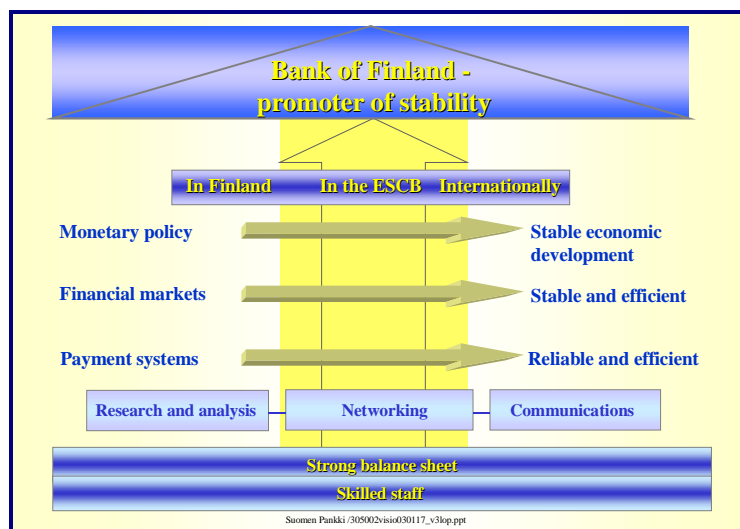 Bank of Finland -
promoter of stability
In Finland In the ESCB Internationally
Monetary policy
Stable economic
development
Financial markets
Stable and efficient
Payment systems
Reliable and efficient
Research and analysis
Networking
Communications
Strong balance sheet
Skilled staff
Suomen Pankki /305002visio030117_v3lop.ppt